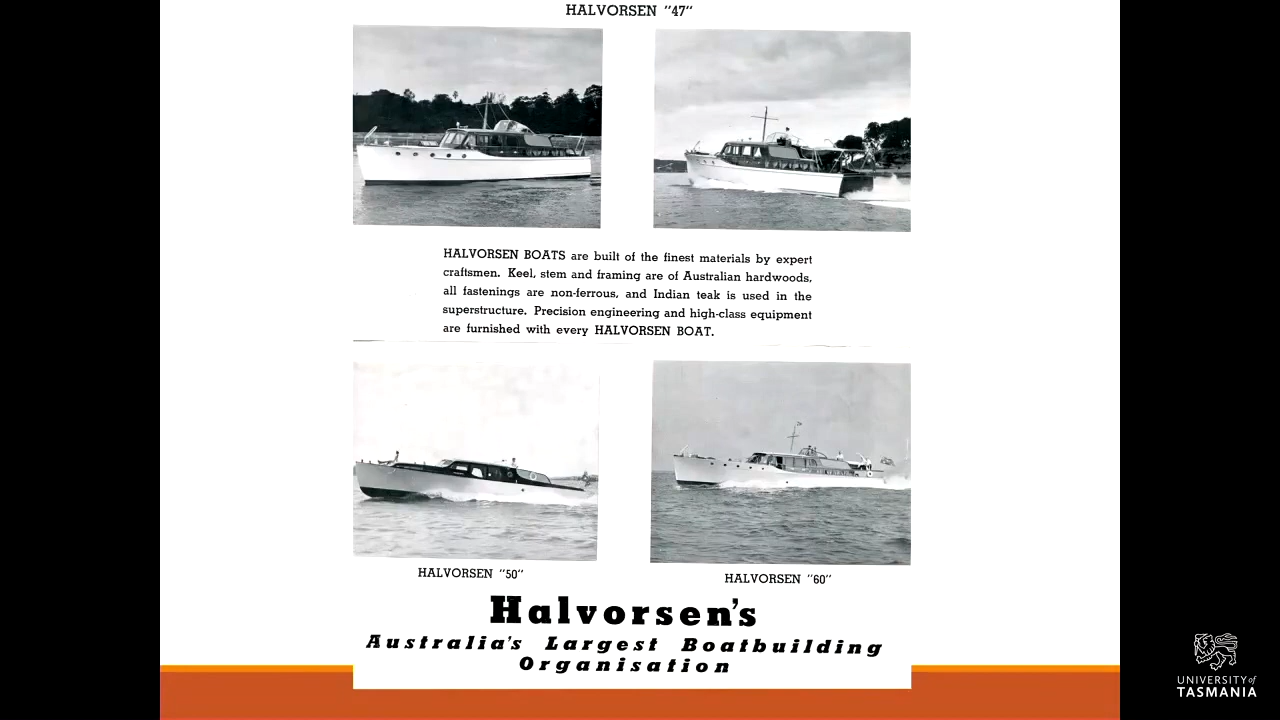 HALVORSEN "47"
HALVORSEN BOATS are built of the finest materials by expert
craftsmen. Keel, stem and framing are of Australian hardwoods,
all fastenings are non-ferrous, and Indian teak is used in the
superstructure. Precision engineering and high-class equipment
are furnished with every HALVORSEN BOAT.
HALVORSEN "50"
HALVORSEN "60"
Halvorsen's
Australia's Largest Boatbuilding
Organisation
UNIVERSITY of
TASMANIA